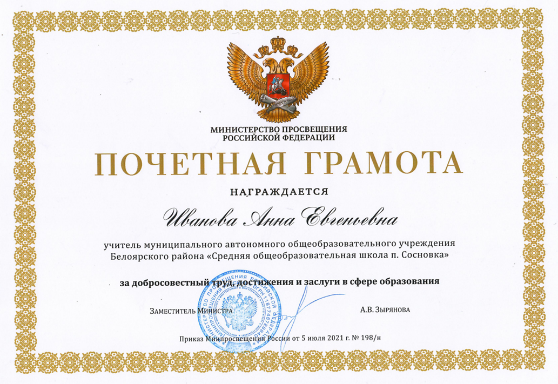 МИНИСТЕРСТВО ПРОСВЕЩЕНИЯ
РОССИЙСКОЙ ФЕДЕРАЦИИ
ПОЧЕТНАЯ ГРАМОТА
НАГРАЖДАЕТСЯ
Иванова Анна Евгеньевна
учитель муниципального автономного общеобразовательного учреждения
Белоярского района «Средняя общеобразовательная школа п. Сосновка»
за добросовестный труд, достижения и заслуги в сфере образования
Заместитель Министра А.В. Зырянова
Приказ Минпросвещения России от 5 июля 2021 г. № 198/н